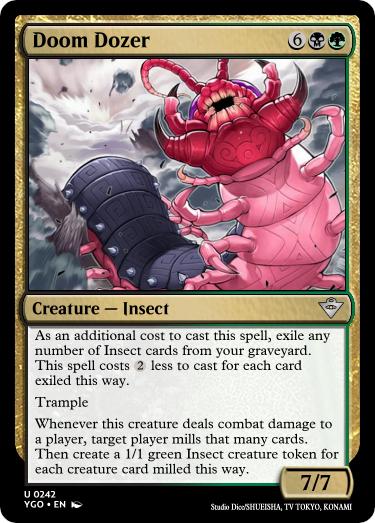 Doom Dozer 6
Creature — Insect
As an additional cost to cast this spell, exile any
number of Insect cards from your graveyard.
This spell costs 2 less to cast for each card
exiled this way.
Trample
Whenever this creature deals combat damage to
a player, target player mills that many cards.
Then create a 1/1 green Insect creature token for
each creature card milled this way.
7/7
U 0242
YGO • EN
Studio Dice/SHUEISHA, TV TOKYO, KONAMI